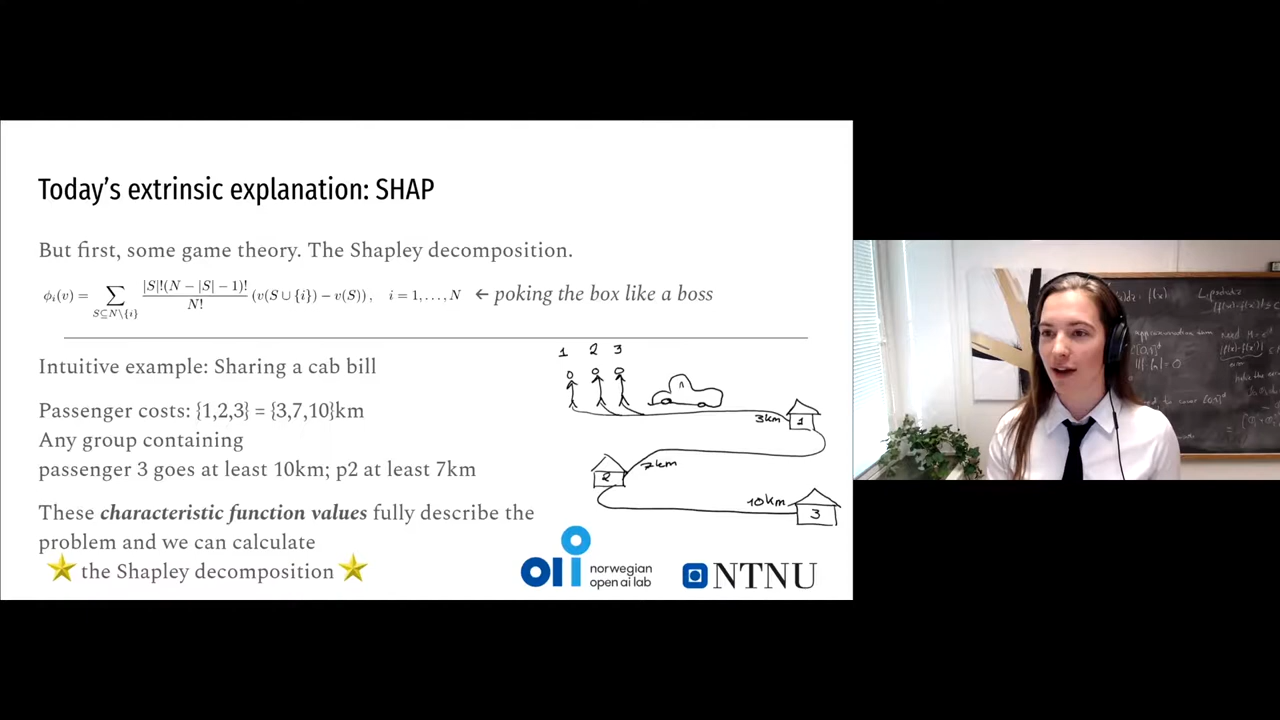 Today's extrinsic explanation: SHAP
But first, some game theory. The Shapley decomposition.
ϕᵢ(v) = ∑_{S⊆N\{i}} |S|!(N − |S| − 1)!/N! (v(S ∪ {i}) − v(S)), i = 1, . . . , N ← poking the box like a boss
Intuitive example: Sharing a cab bill
Passenger costs: {1,2,3} = {3,7,10}km
Any group containing
passenger 3 goes at least 10km; p2 at least 7km
These characteristic function values fully describe the
problem and we can calculate
the Shapley decomposition
1 2 3
3km
1
7km
2
10km
3
norwegian
open ai lab
NTNU